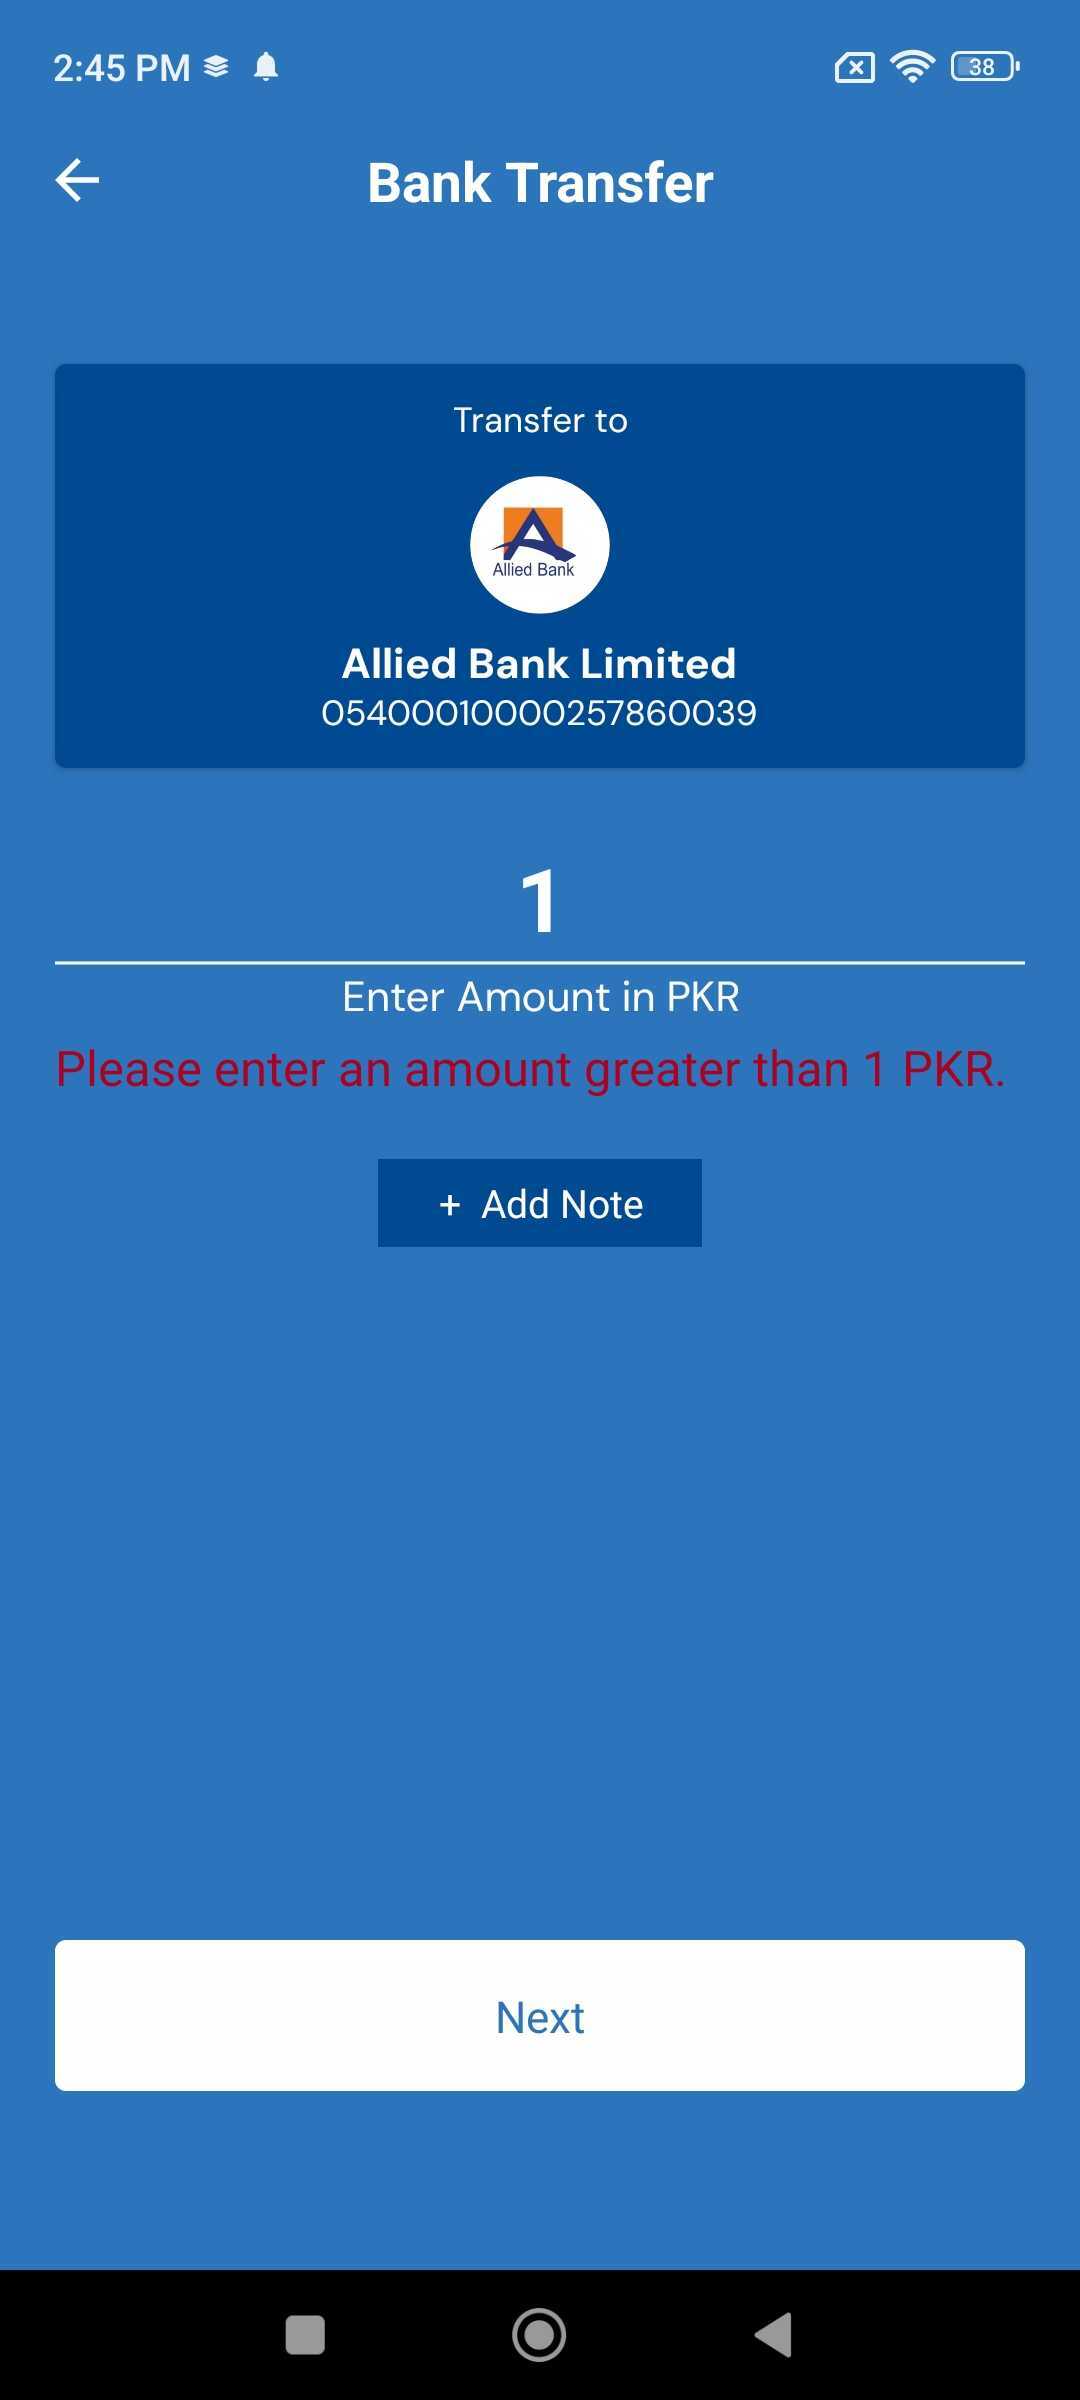 2:45 PM
38
Bank Transfer
Transfer to
Allied Bank
Allied Bank Limited
05400010000257860039
1
Enter Amount in PKR
Please enter an amount greater than 1 PKR.
+ Add Note
Next